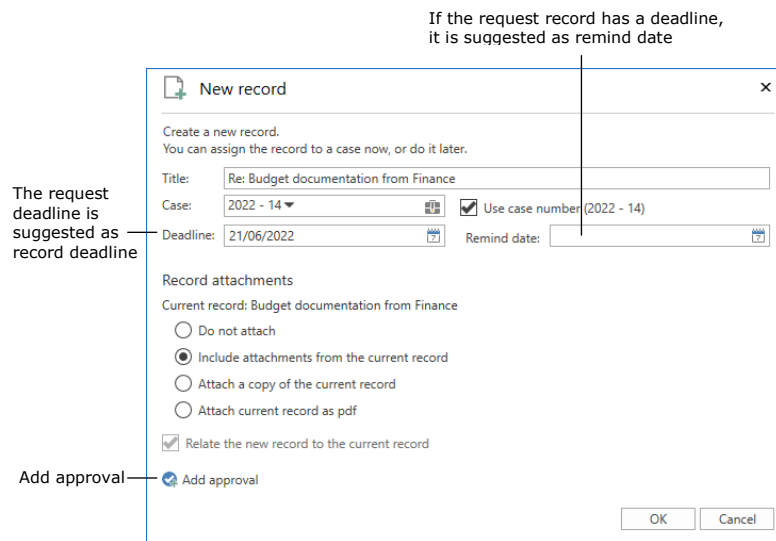 If the request record has a deadline,
it is suggested as remind date
New record
Create a new record.
You can assign the record to a case now, or do it later.
Title: Re: Budget documentation from Finance
The request
deadline is
suggested as
record deadline
Case: 2022 - 14 Use case number (2022 - 14)
Deadline: 21/06/2022 Remind date:
Record attachments
Current record: Budget documentation from Finance
Do not attach
Include attachments from the current record
Attach a copy of the current record
Attach current record as pdf
Relate the new record to the current record
Add approval
Add approval
OK Cancel